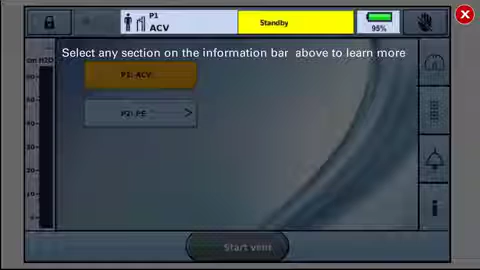 P1
ACV
Standby
95%
Select any section on the information bar above to learn more
cm H2O
P1: ACV
P2: PE
Start vent